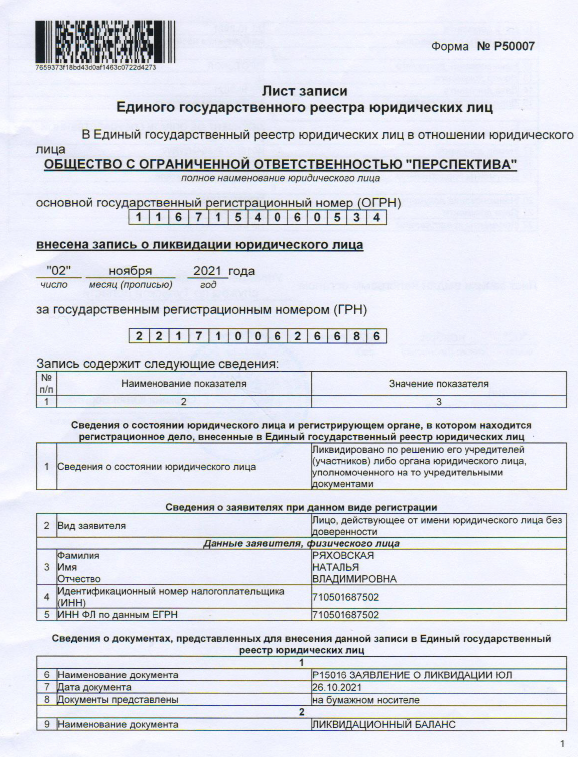 Форма № Р50007
7659373f18bd43d0af1463c0722d4273
Лист записи
Единого государственного реестра юридических лиц
В Единый государственный реестр юридических лиц в отношении юридического
лица
ОБЩЕСТВО С ОГРАНИЧЕННОЙ ОТВЕТСТВЕННОСТЬЮ "ПЕРСПЕКТИВА"
полное наименование юридического лица
основной государственный регистрационный номер (ОГРН)
1 1 6 7 1 5 4 0 6 0 5 3 4
внесена запись о ликвидации юридического лица
"02" ноября 2021 года
число месяц (прописью) год
за государственным регистрационным номером (ГРН)
2 2 1 7 1 0 0 6 2 6 6 8 6
Запись содержит следующие сведения:
№ п/п Наименование показателя Значение показателя
1 2 3
Сведения о состоянии юридического лица и регистрирующем органе, в котором находится
регистрационное дело, внесенные в Единый государственный реестр юридических лиц
1 Сведения о состоянии юридического лица Ликвидировано по решению его учредителей
(участников) либо органа юридического лица,
уполномоченного на то учредительными
документами
Сведения о заявителях при данном виде регистрации
2 Вид заявителя Лицо, действующее от имени юридического лица без
доверенности
Данные заявителя, физического лица
Фамилия РЯХОВСКАЯ
3 Имя НАТАЛЬЯ
Отчество ВЛАДИМИРОВНА
4 Идентификационный номер налогоплательщика
(ИНН) 710501687502
5 ИНН ФЛ по данным ЕГРН 710501687502
Сведения о документах, представленных для внесения данной записи в Единый государственный
реестр юридических лиц
1
6 Наименование документа Р15016 ЗАЯВЛЕНИЕ О ЛИКВИДАЦИИ ЮЛ
7 Дата документа 26.10.2021
8 Документы представлены на бумажном носителе
2
9 Наименование документа ЛИКВИДАЦИОННЫЙ БАЛАНС
1